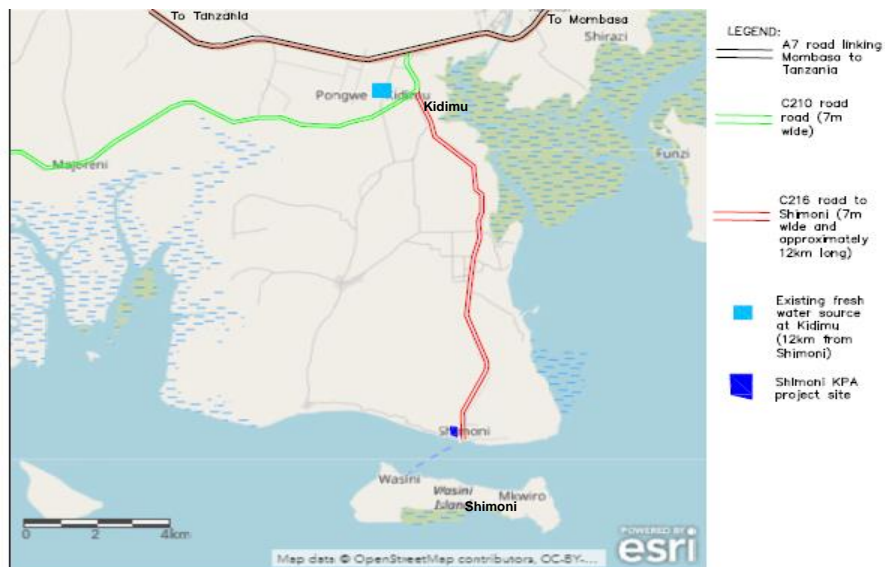 To Tanzania
To Mombasa
Shirazi
Pongwe Kidimu
Kidimu
Majoreni
Funzi
Shimoni
Wasini
Wasini
Island
Shimoni
Mkwiro
0 2 4km
POWERED BY
esri
Map data © OpenStreetMap contributors, CC-BY-...
LEGEND:
A7 road linking
Mombasa to
Tanzania
C210 road
road (7m
wide)
C216 road to
Shimoni (7m
wide and
approximately
12km long)
Existing fresh
water source
at Kidimu
(12km from
Shimoni)
Shimoni KPA
project site